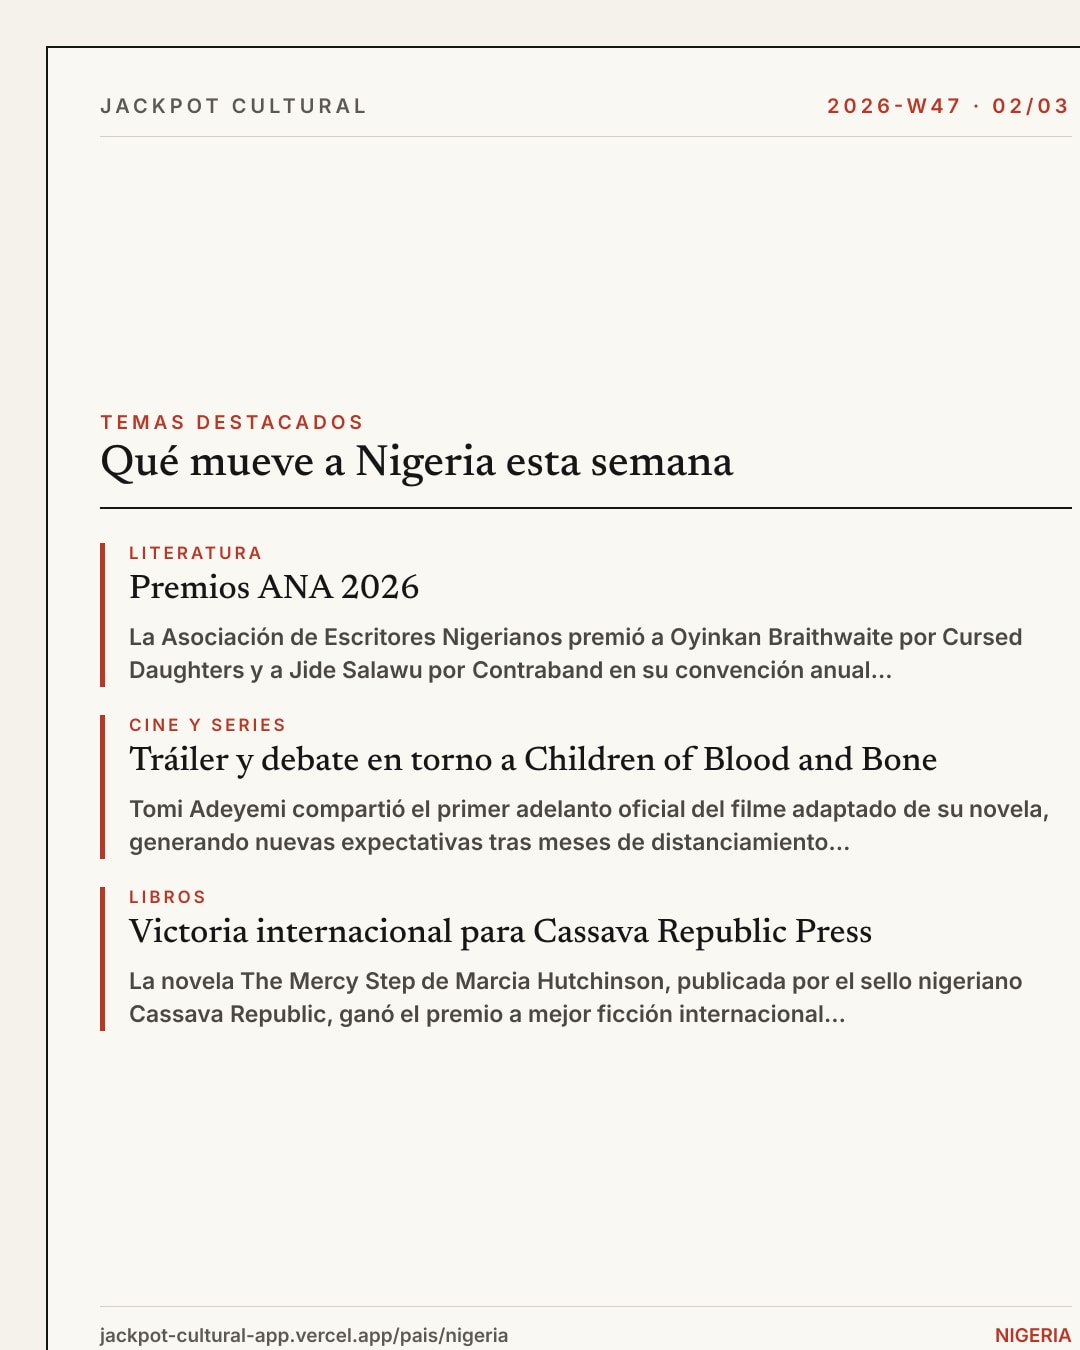 JACKPOT CULTURAL
2026-W47 · 02/03
TEMAS DESTACADOS
Qué mueve a Nigeria esta semana
LITERATURA
Premios ANA 2026
La Asociación de Escritores Nigerianos premió a Oyinkan Braithwaite por Cursed
Daughters y a Jide Salawu por Contraband en su convención anual...
CINE Y SERIES
Tráiler y debate en torno a Children of Blood and Bone
Tomi Adeyemi compartió el primer adelanto oficial del filme adaptado de su novela,
generando nuevas expectativas tras meses de distanciamiento...
LIBROS
Victoria internacional para Cassava Republic Press
La novela The Mercy Step de Marcia Hutchinson, publicada por el sello nigeriano
Cassava Republic, ganó el premio a mejor ficción internacional...
jackpot-cultural-app.vercel.app/pais/nigeria
NIGERIA